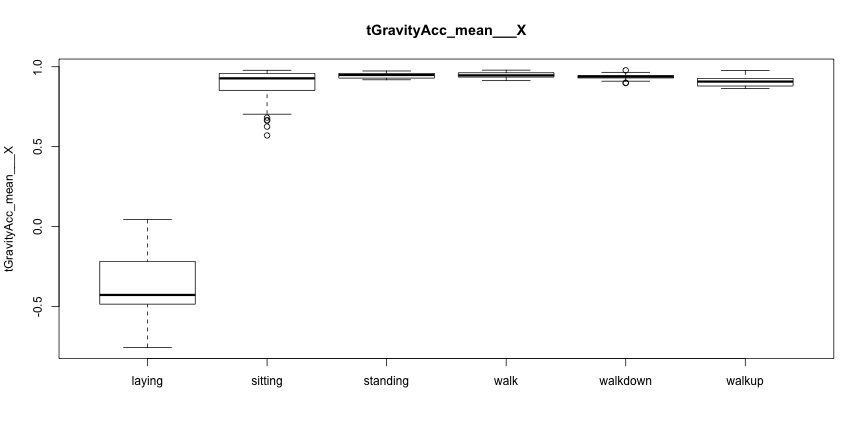 tGravityAcc_mean___X
tGravityAcc_mean___X
1.0
0.5
0.0
-0.5
laying sitting standing walk walkdown walkup